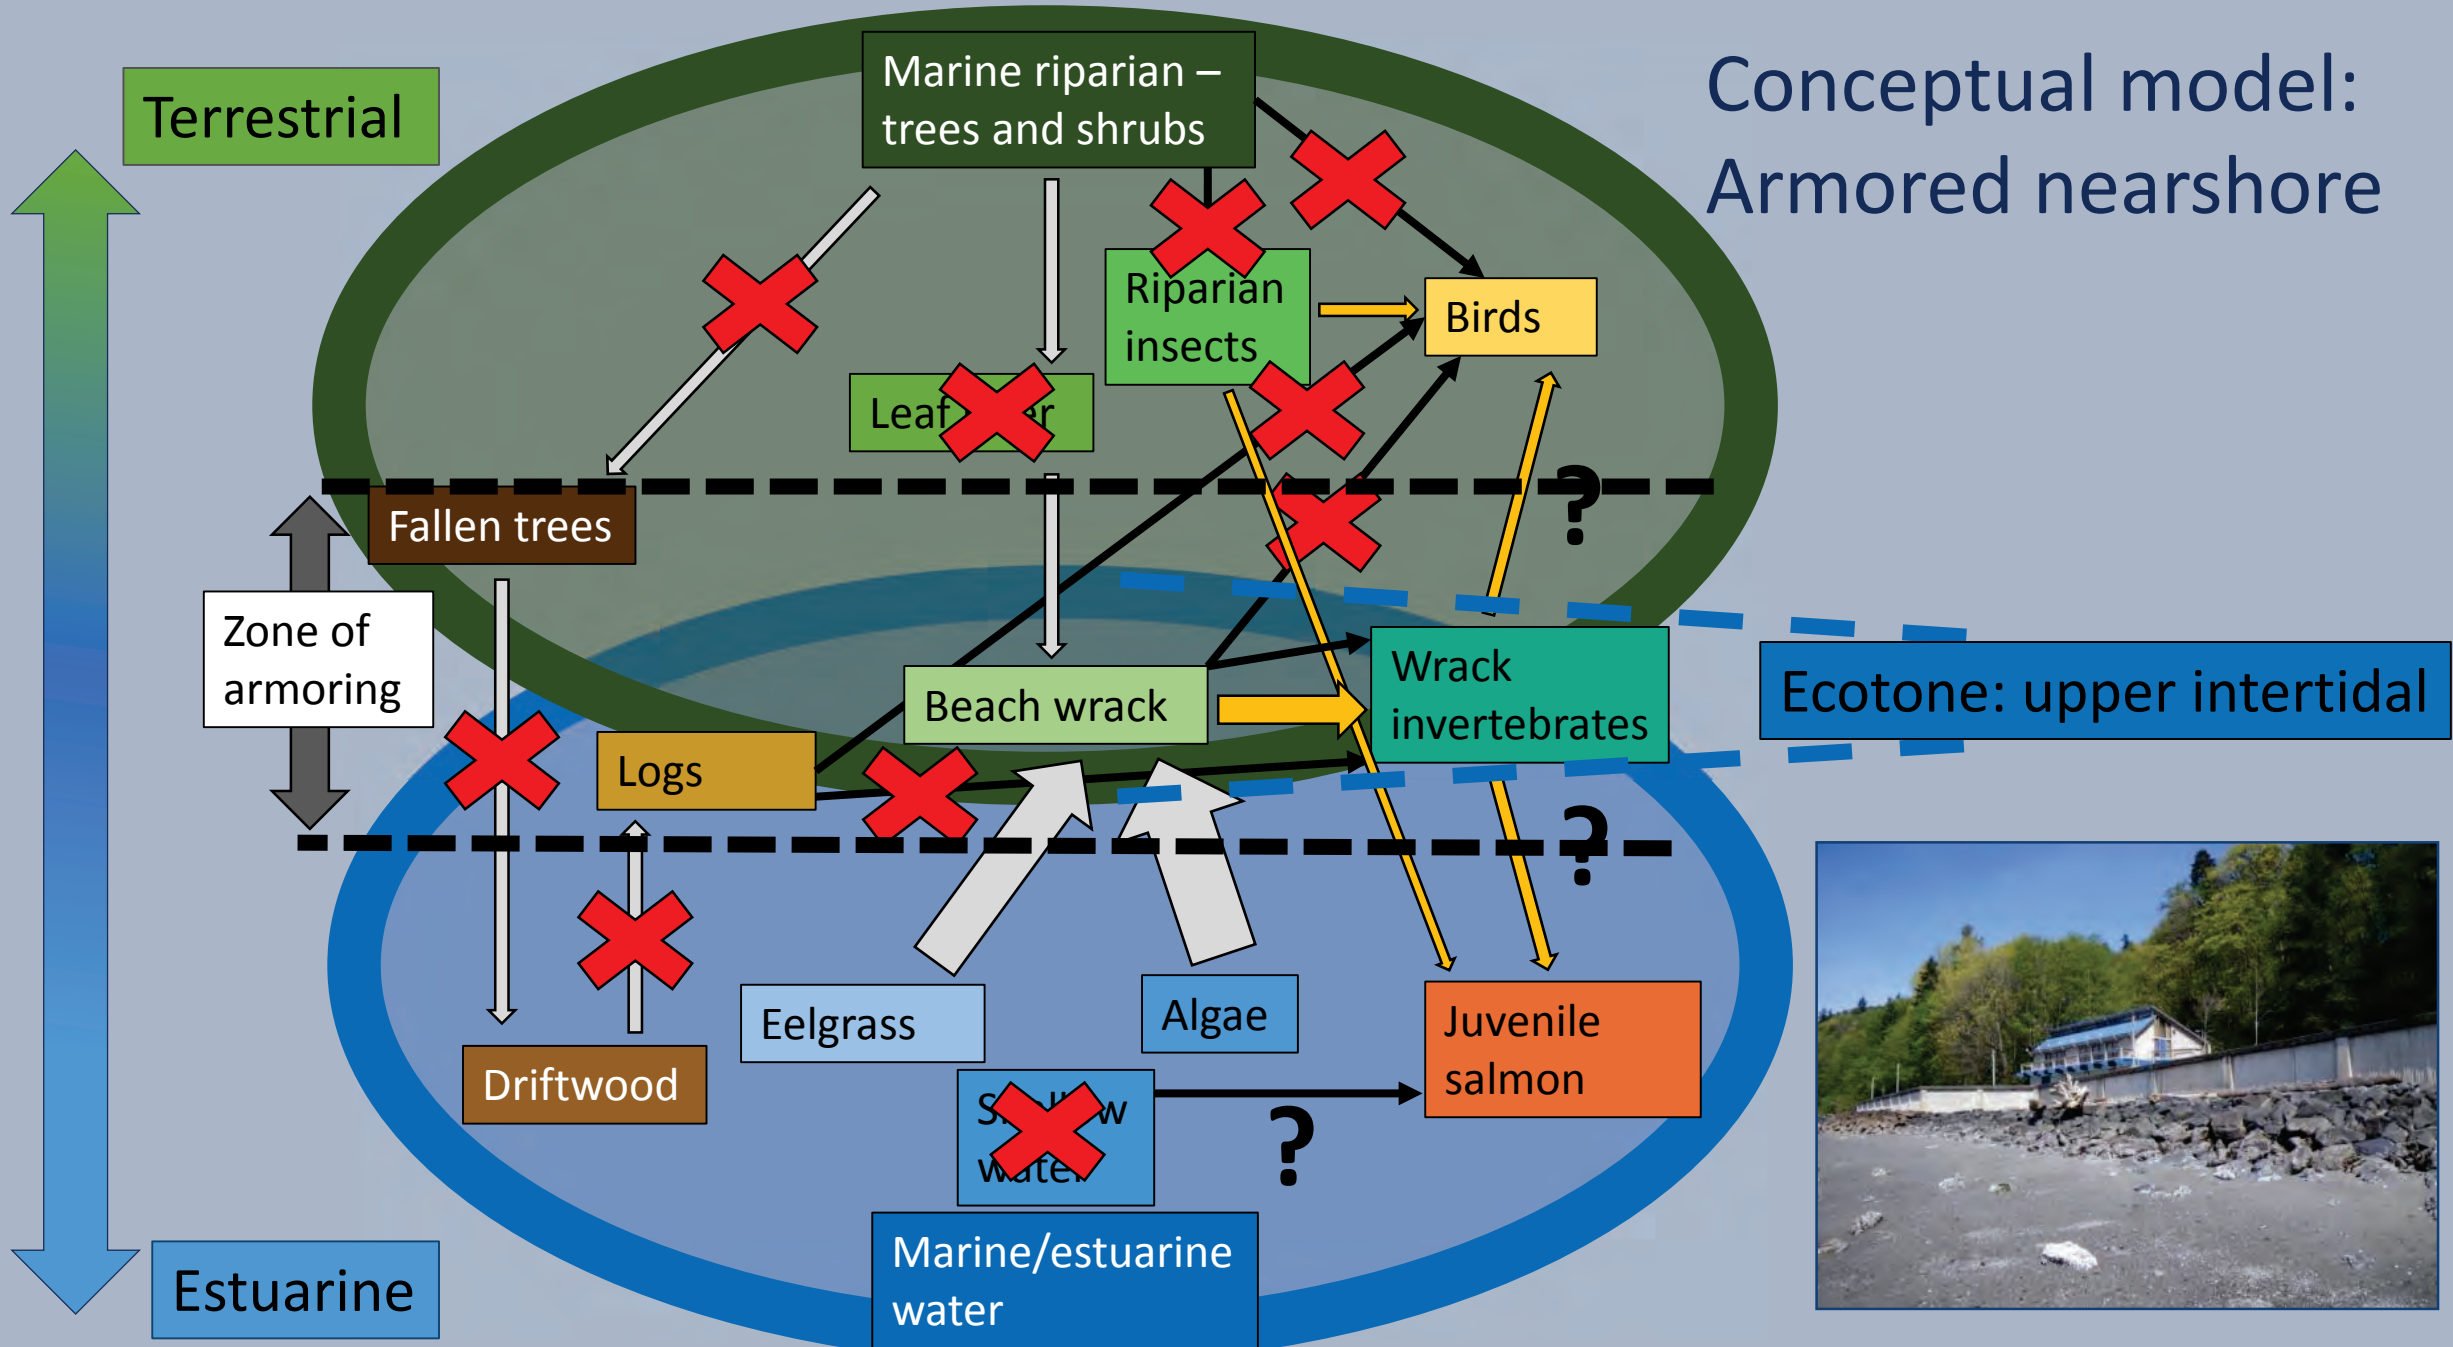 Conceptual model:
Armored nearshore
Terrestrial
Marine riparian –
trees and shrubs
Riparian
insects
Birds
Leaf
?
Fallen trees
Zone of
armoring
Wrack
invertebrates
Ecotone: upper intertidal
Beach wrack
Logs
?
Eelgrass
Algae
Juvenile
salmon
Driftwood
water
?
Marine/estuarine
water
Estuarine